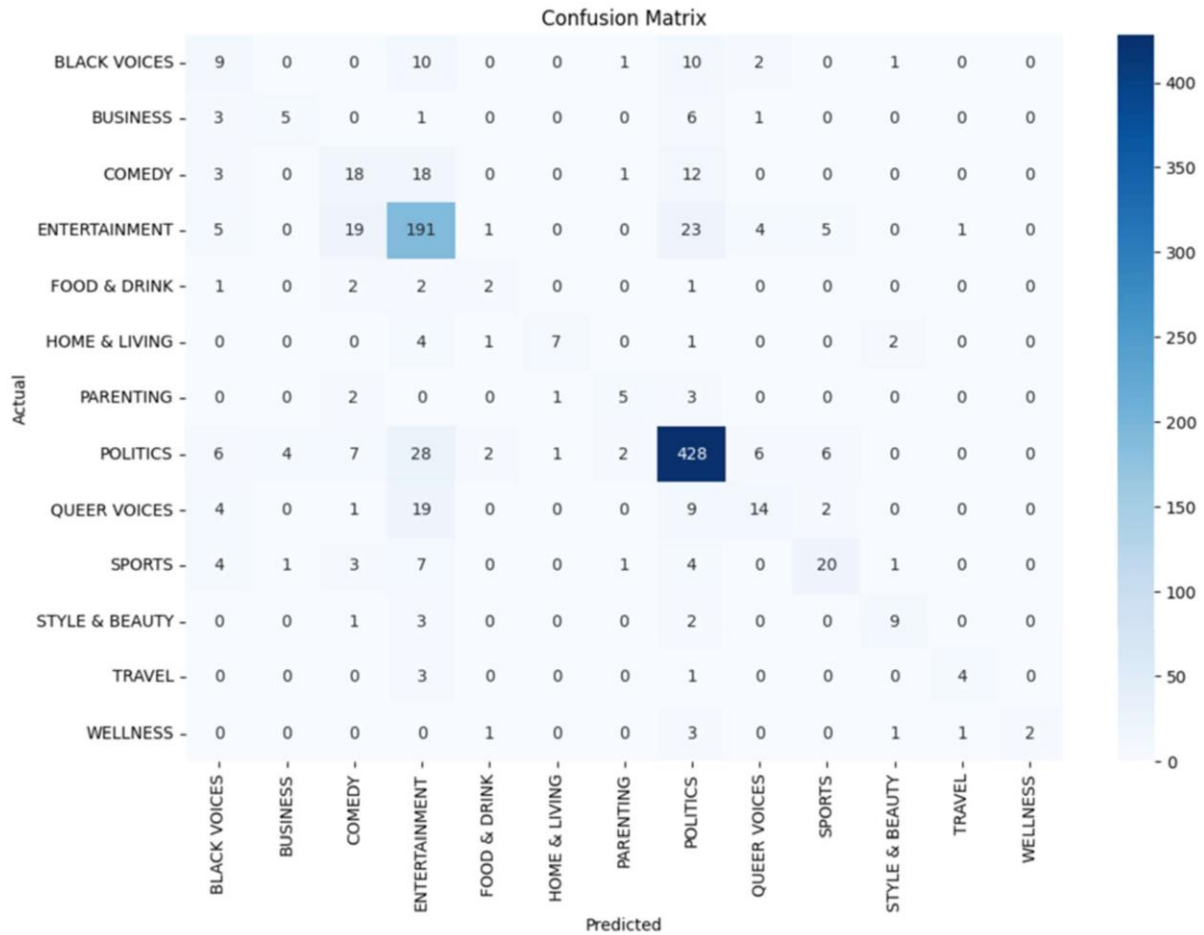 Confusion Matrix
BLACK VOICES 9 0 0 10 0 0 1 10 2 0 1 0 0
BUSINESS 3 5 0 1 0 0 0 6 1 0 0 0 0
COMEDY 3 0 18 18 0 0 1 12 0 0 0 0 0
ENTERTAINMENT 5 0 19 191 1 0 0 23 4 5 0 1 0
FOOD & DRINK 1 0 2 2 2 0 0 1 0 0 0 0 0
HOME & LIVING 0 0 0 4 1 7 0 1 0 0 2 0 0
PARENTING 0 0 2 0 0 1 5 3 0 0 0 0 0
POLITICS 6 4 7 28 2 1 2 428 6 6 0 0 0
QUEER VOICES 4 0 1 19 0 0 0 9 14 2 0 0 0
SPORTS 4 1 3 7 0 0 1 4 0 20 1 0 0
STYLE & BEAUTY 0 0 1 3 0 0 0 2 0 0 9 0 0
TRAVEL 0 0 0 3 0 0 0 1 0 0 0 4 0
WELLNESS 0 0 0 0 1 0 0 3 0 0 1 1 2
Actual
BLACK VOICES
BUSINESS
COMEDY
ENTERTAINMENT
FOOD & DRINK
HOME & LIVING
PARENTING
POLITICS
QUEER VOICES
SPORTS
STYLE & BEAUTY
TRAVEL
WELLNESS
Predicted
400
350
300
250
200
150
100
50
0